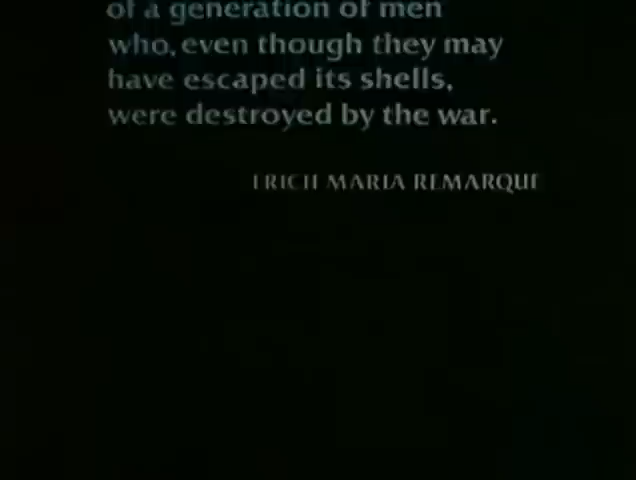 of a generation of men
who, even though they may
have escaped its shells,
were destroyed by the war.
ERICH MARIA REMARQUE